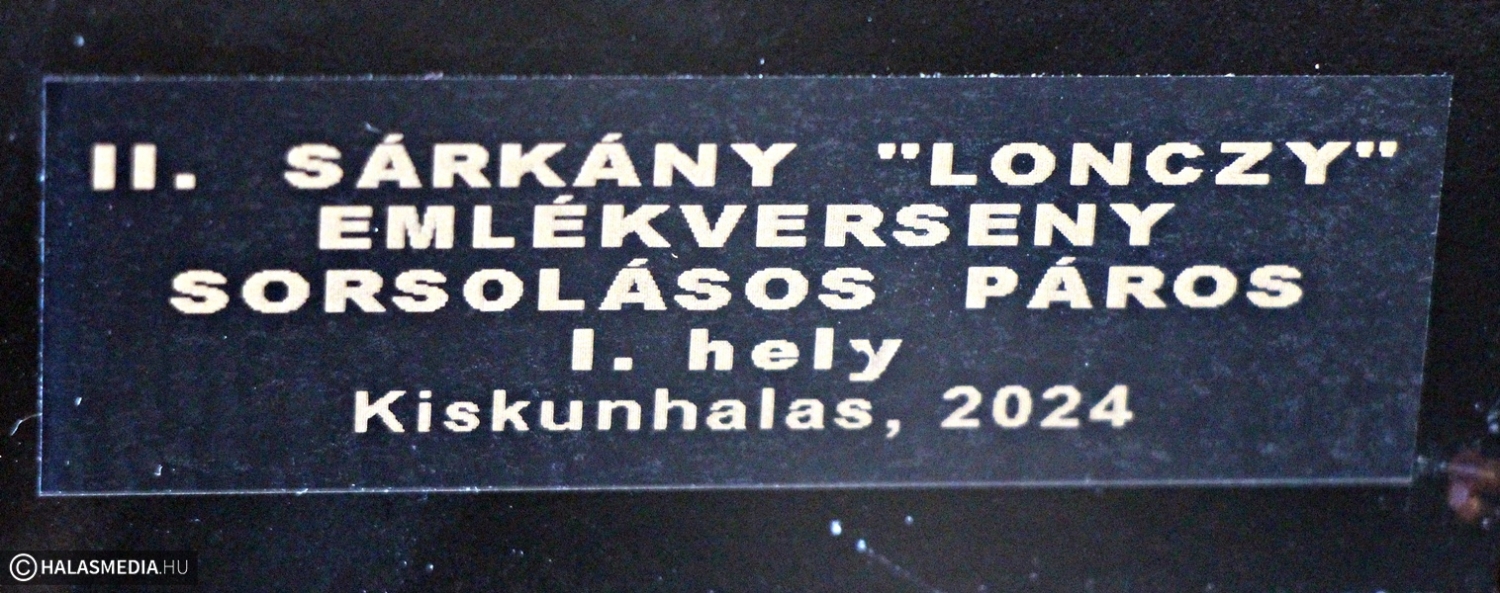 II. SÁRKÁNY "LONCZY"
EMLÉKVERSENY
SORSOLÁSOS PÁROS
I. hely
Kiskunhalas, 2024
©HALASMEDIA.HU